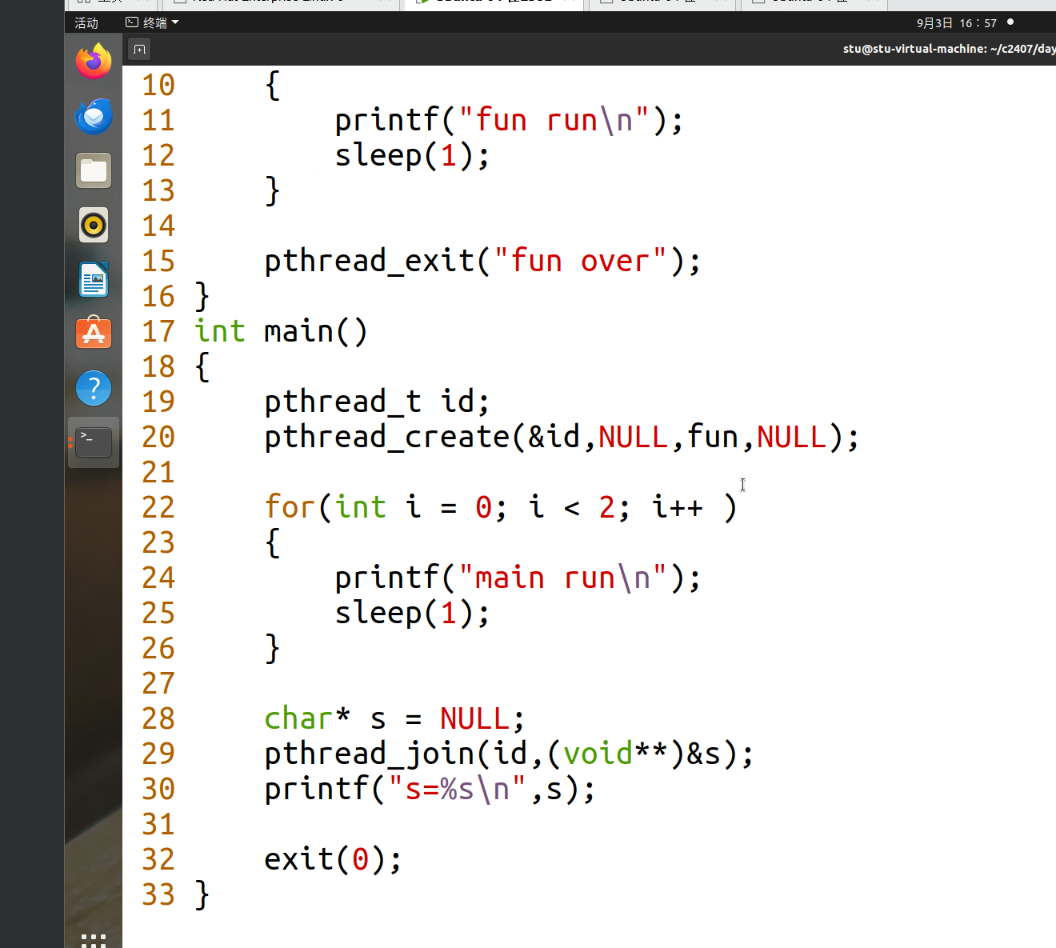 活动 终端 9月3日 16：57
stu@stu-virtual-machine: ~/c2407/day
10 {
11 printf("fun run\n");
12 sleep(1);
13 }
14
15 pthread_exit("fun over");
16 }
17 int main()
18 {
19 pthread_t id;
20 pthread_create(&id,NULL,fun,NULL);
21
22 for(int i = 0; i < 2; i++ )
23 {
24 printf("main run\n");
25 sleep(1);
26 }
27
28 char* s = NULL;
29 pthread_join(id,(void**)&s);
30 printf("s=%s\n",s);
31
32 exit(0);
33 }